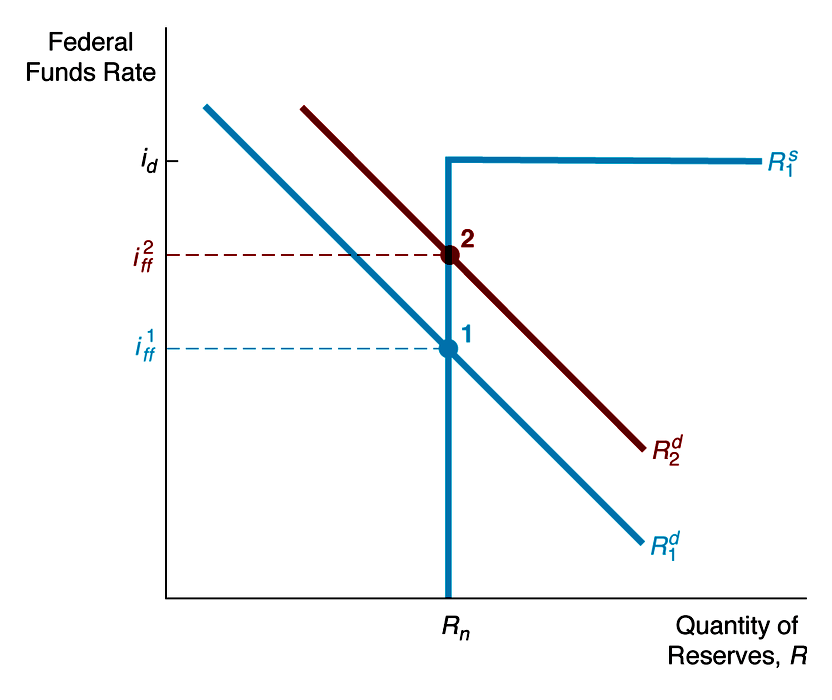 Federal
Funds Rate
i_d
R_1^s
2
i_ff^2
1
i_ff^1
R_2^d
R_1^d
R_n
Quantity of
Reserves, R